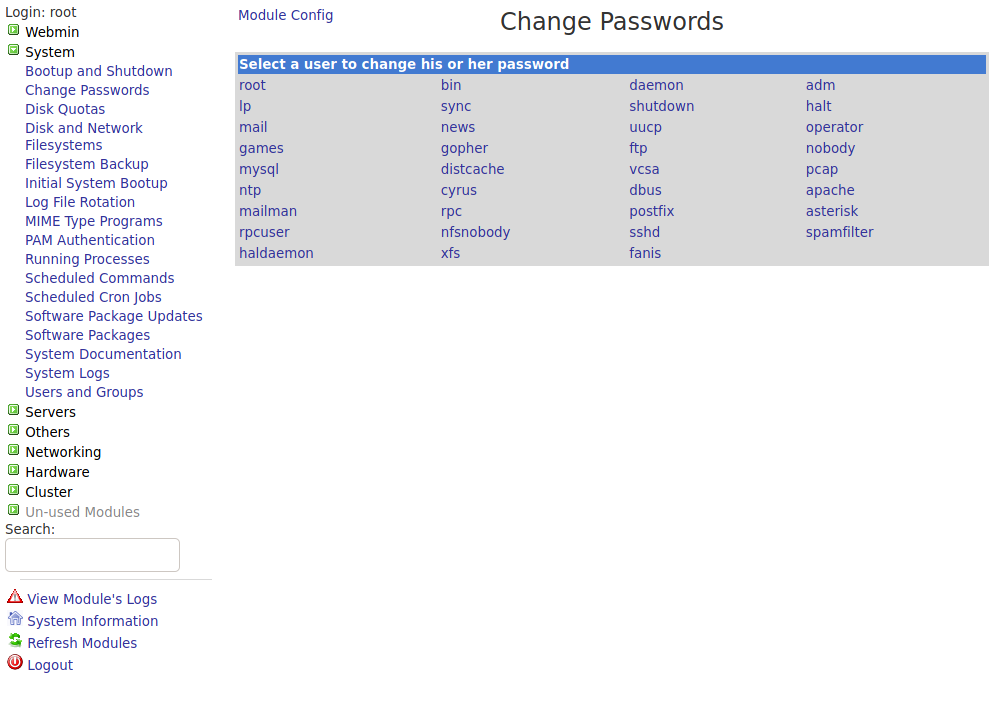 Login: root
Webmin
System
Bootup and Shutdown
Change Passwords
Disk Quotas
Disk and Network
Filesystems
Filesystem Backup
Initial System Bootup
Log File Rotation
MIME Type Programs
PAM Authentication
Running Processes
Scheduled Commands
Scheduled Cron Jobs
Software Package Updates
Software Packages
System Documentation
System Logs
Users and Groups
Servers
Others
Networking
Hardware
Cluster
Un-used Modules
Search:
View Module's Logs
System Information
Refresh Modules
Logout
Module Config
Change Passwords
Select a user to change his or her password
root bin daemon adm
lp sync shutdown halt
mail news uucp operator
games gopher ftp nobody
mysql distcache vcsa pcap
ntp cyrus dbus apache
mailman rpc postfix asterisk
rpcuser nfsnobody sshd spamfilter
haldaemon xfs fanis